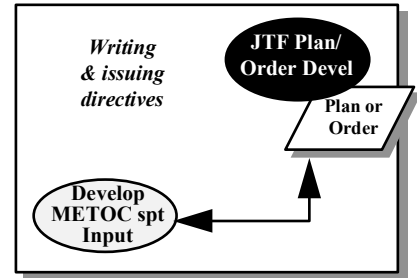 Writing
& issuing
directives
JTF Plan/
Order Devel
Plan or
Order
Develop
METOC spt
Input